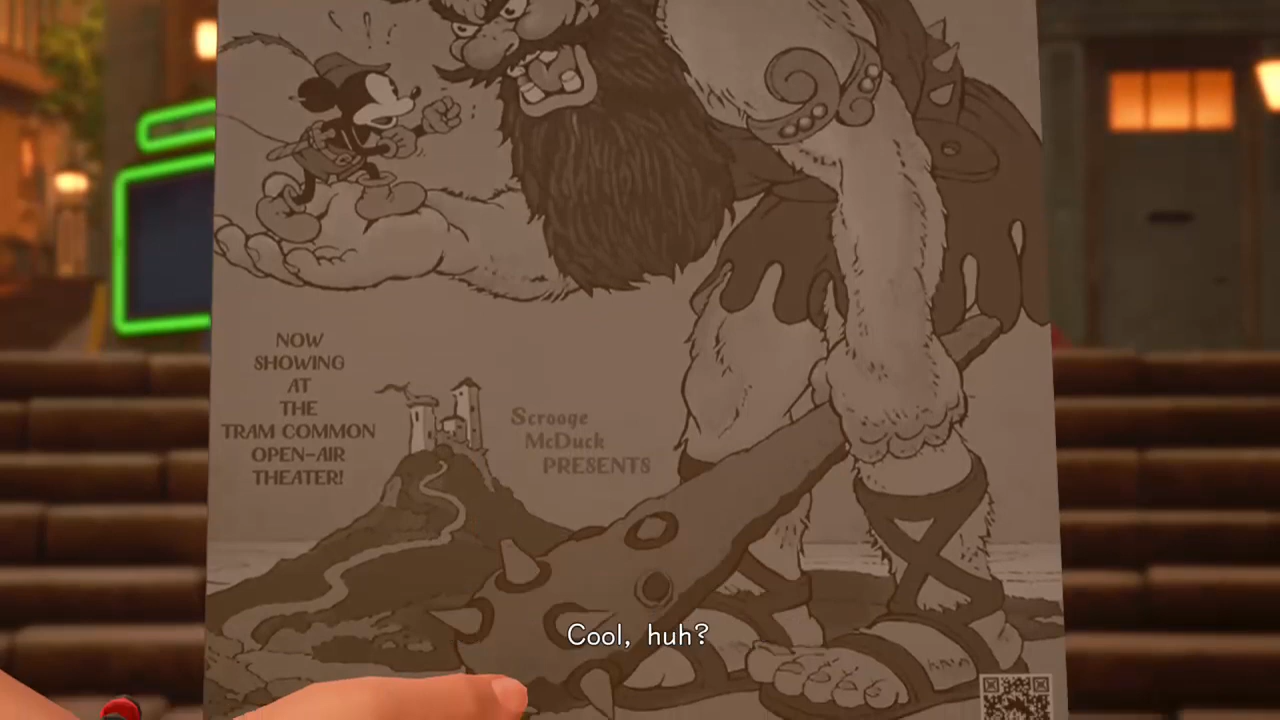 NOW
SHOWING
AT
THE
TRAM COMMON
OPEN-AIR
THEATER!
Scrooge
McDuck
PRESENTS
Cool, huh?